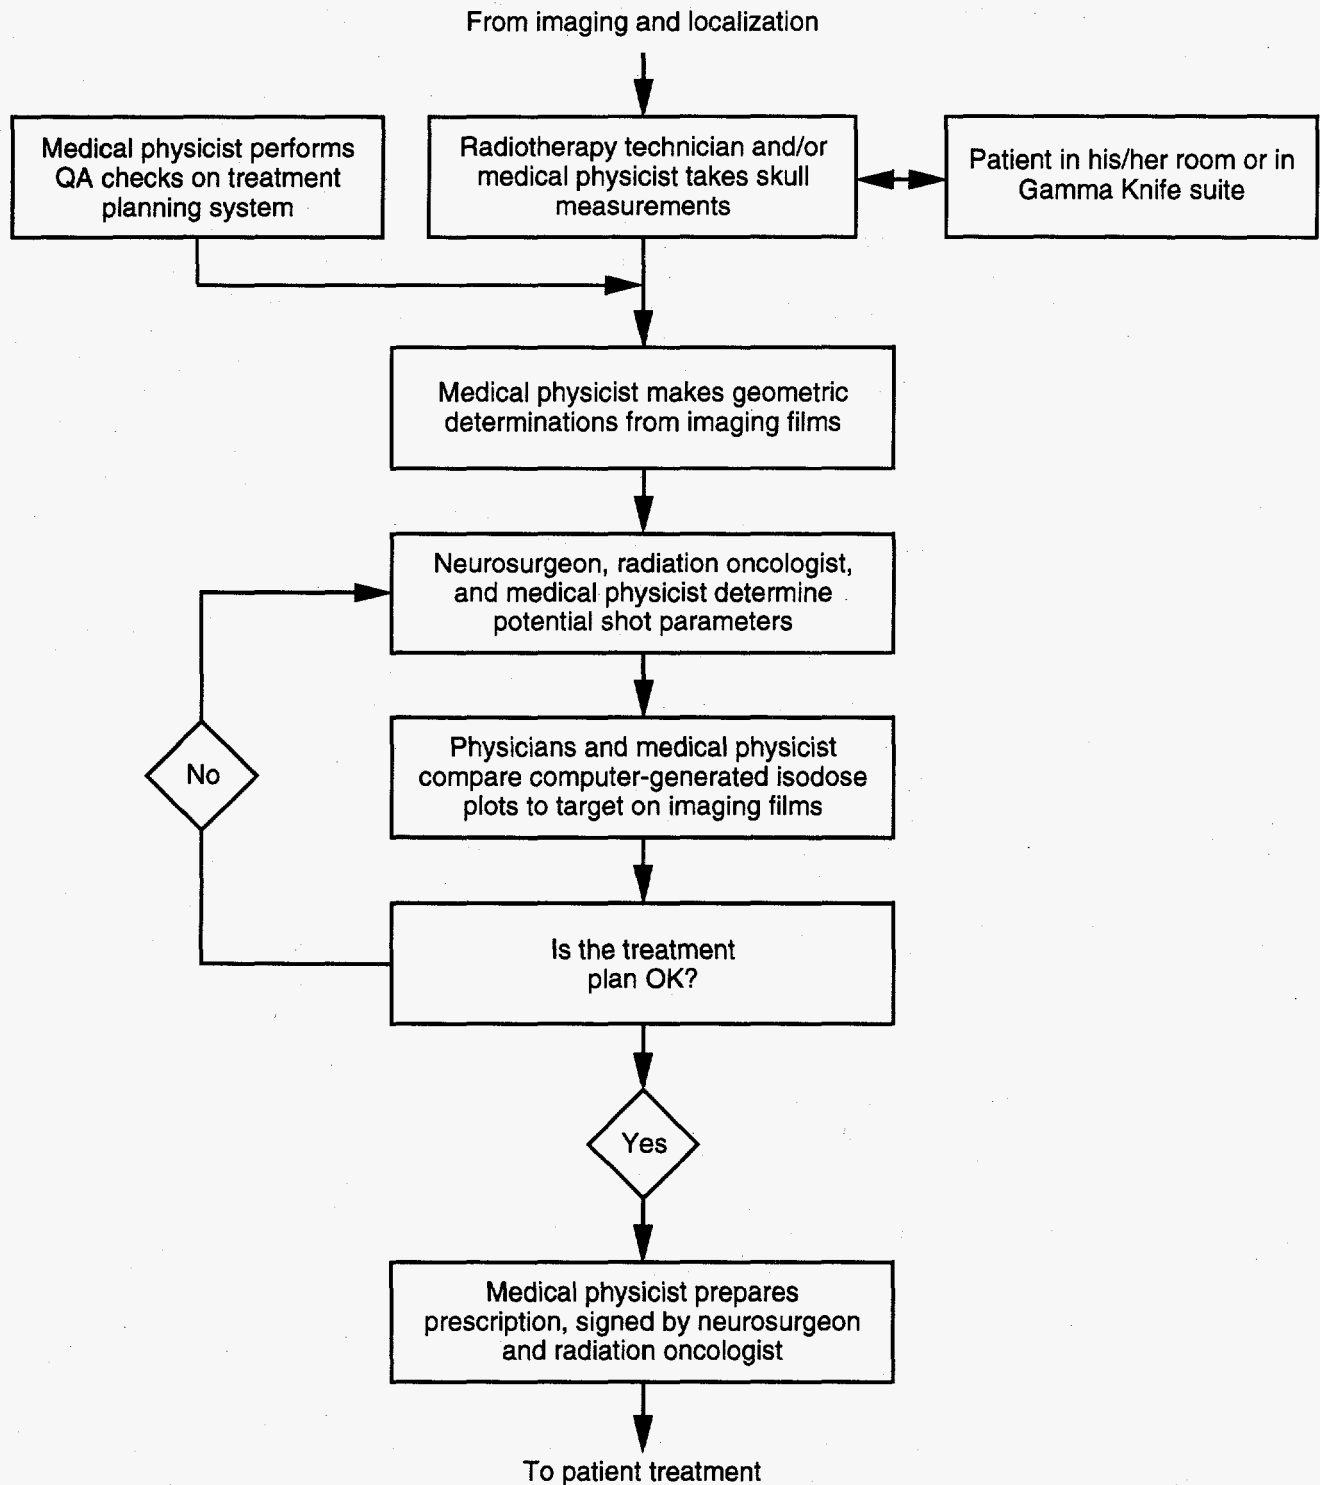 From imaging and localization
Medical physicist performs
QA checks on treatment
planning system
Radiotherapy technician and/or
medical physicist takes skull
measurements
Patient in his/her room or in
Gamma Knife suite
Medical physicist makes geometric
determinations from imaging films
Neurosurgeon, radiation oncologist,
and medical physicist determine
potential shot parameters
No
Physicians and medical physicist
compare computer-generated isodose
plots to target on imaging films
Is the treatment
plan OK?
Yes
Medical physicist prepares
prescription, signed by neurosurgeon
and radiation oncologist
To patient treatment